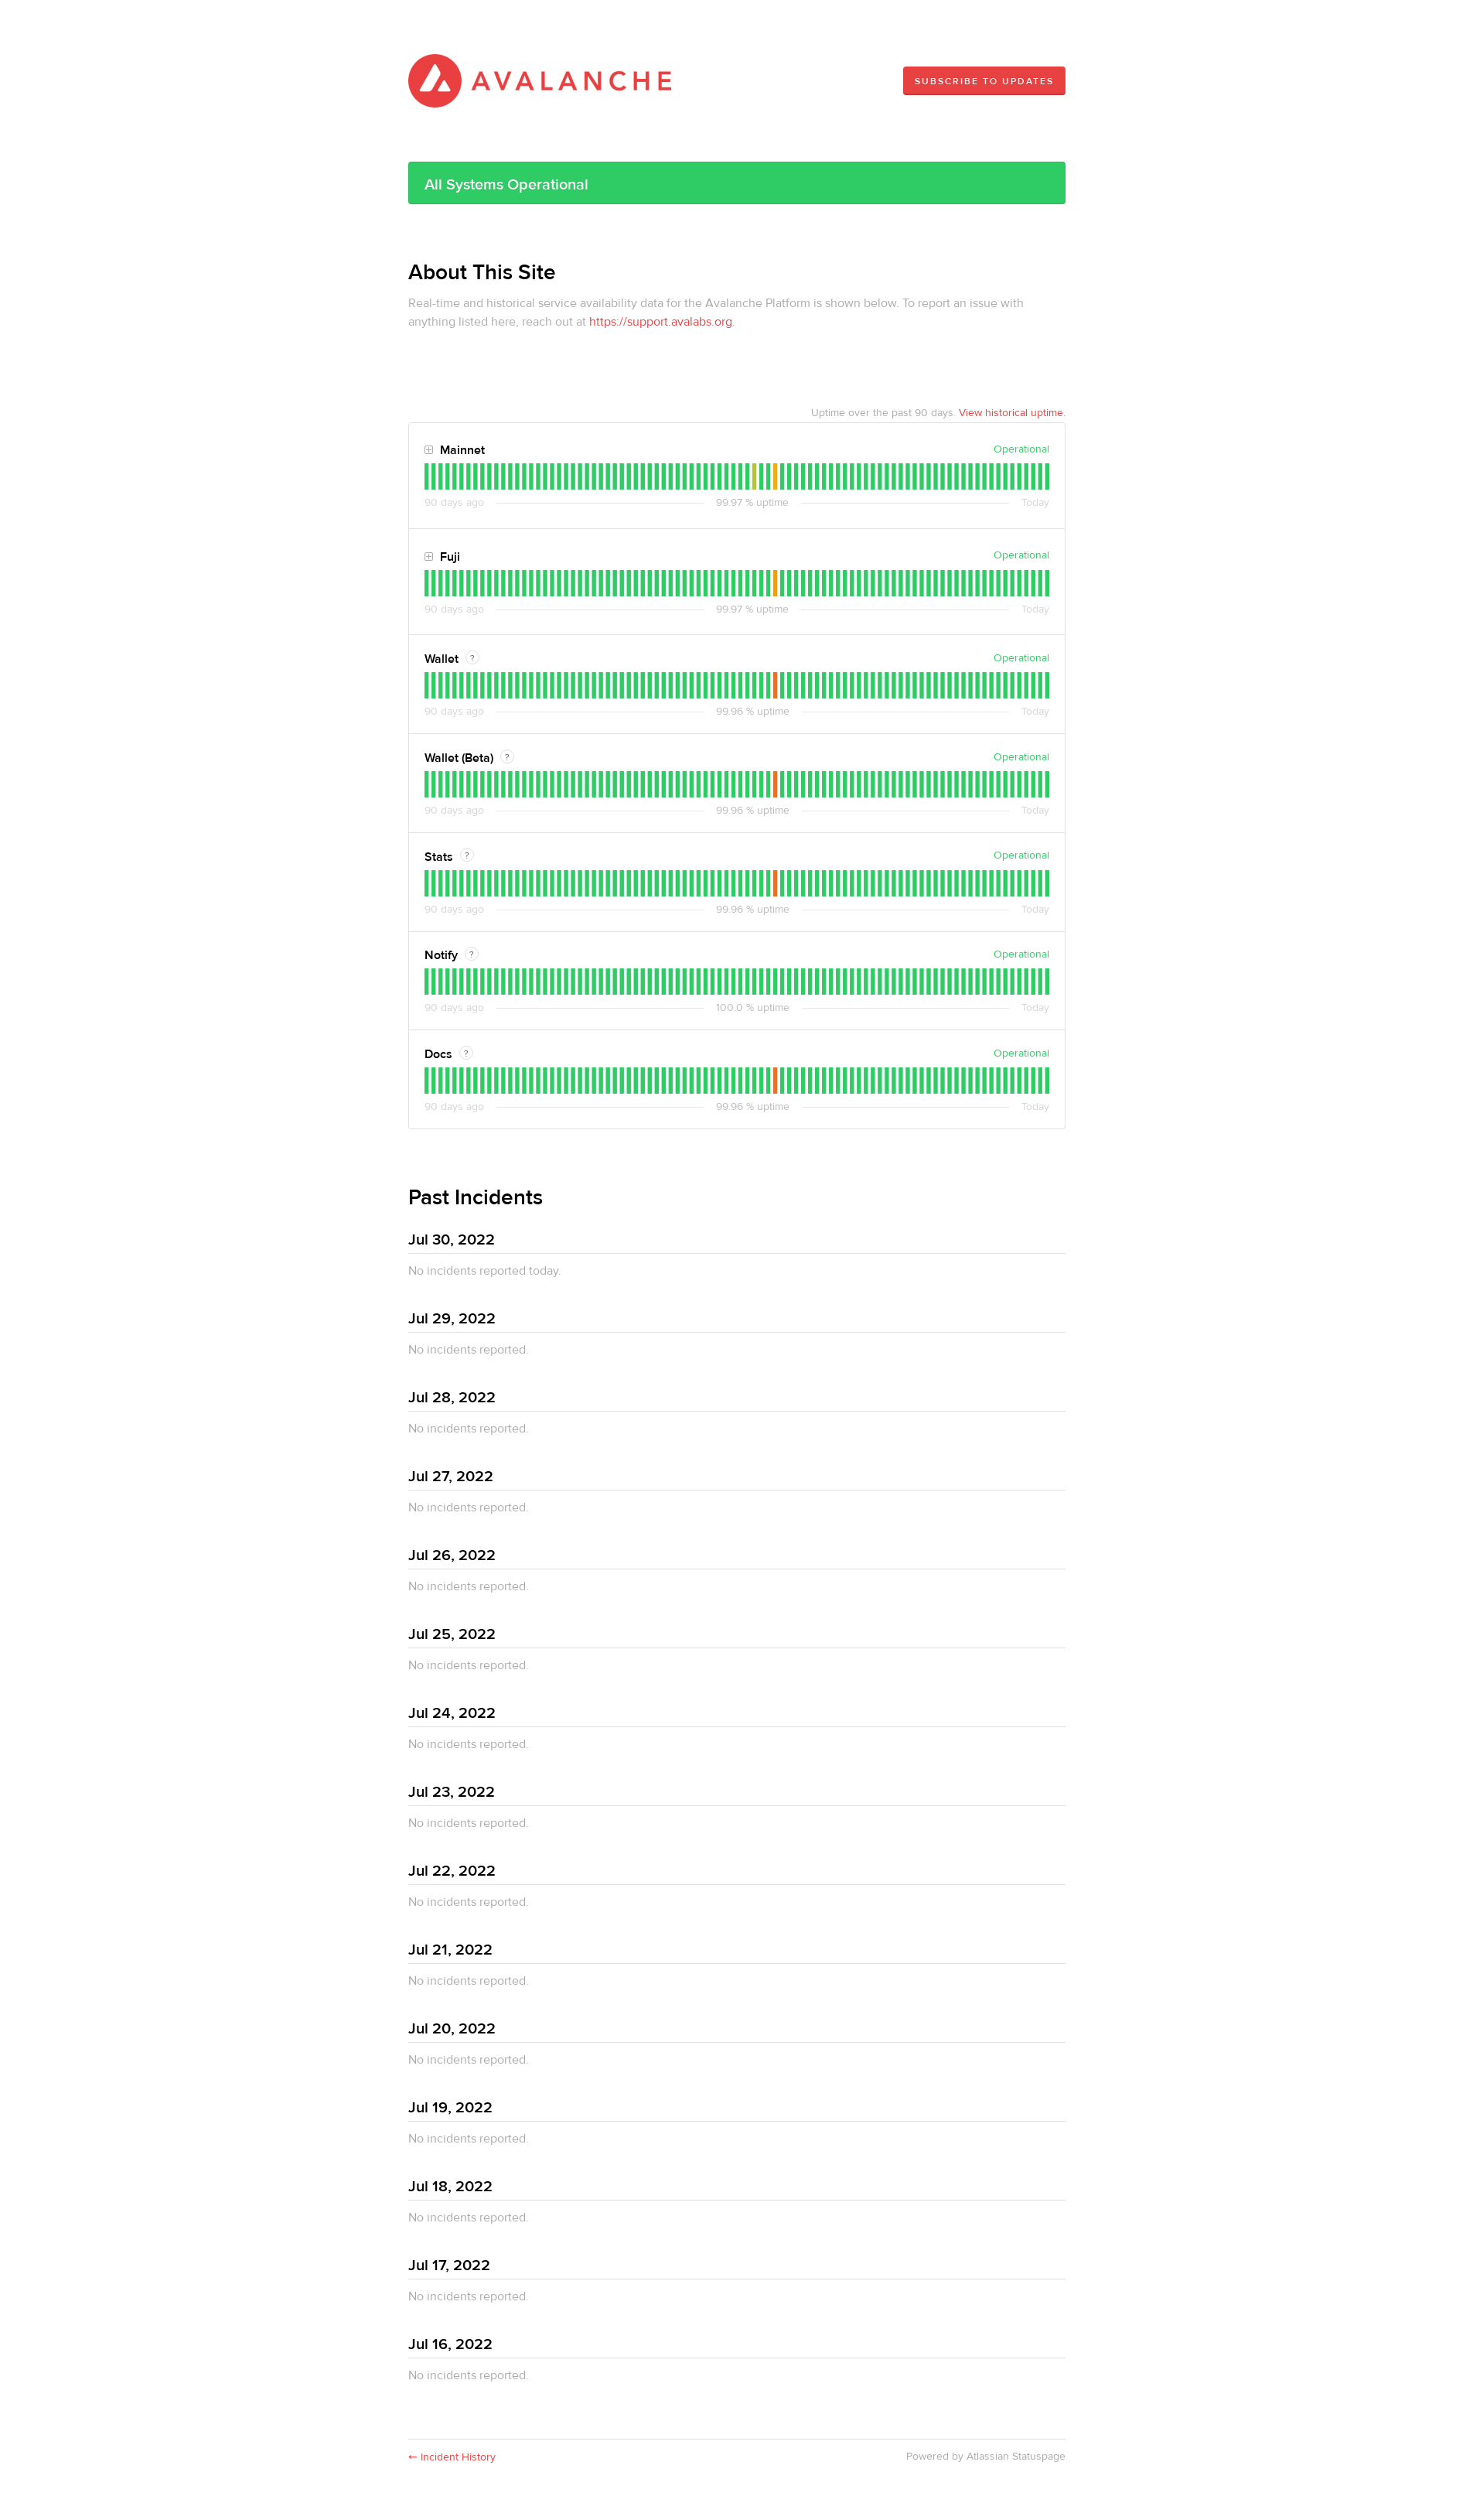 AVALANCHE
SUBSCRIBE TO UPDATES
All Systems Operational
About This Site
Real-time and historical service availability data for the Avalanche Platform is shown below. To report an issue with
anything listed here, reach out at https://support.avalabs.org.
Uptime over the past 90 days. View historical uptime.
Mainnet
Operational
90 days ago
99.97 % uptime
Today
Fuji
Operational
90 days ago
99.97 % uptime
Today
Wallet ?
Operational
90 days ago
99.96 % uptime
Today
Wallet (Beta) ?
Operational
90 days ago
99.96 % uptime
Today
Stats ?
Operational
90 days ago
99.96 % uptime
Today
Notify ?
Operational
90 days ago
100.0 % uptime
Today
Docs ?
Operational
90 days ago
99.96 % uptime
Today
Past Incidents
Jul 30, 2022
No incidents reported today.
Jul 29, 2022
No incidents reported.
Jul 28, 2022
No incidents reported.
Jul 27, 2022
No incidents reported.
Jul 26, 2022
No incidents reported.
Jul 25, 2022
No incidents reported.
Jul 24, 2022
No incidents reported.
Jul 23, 2022
No incidents reported.
Jul 22, 2022
No incidents reported.
Jul 21, 2022
No incidents reported.
Jul 20, 2022
No incidents reported.
Jul 19, 2022
No incidents reported.
Jul 18, 2022
No incidents reported.
Jul 17, 2022
No incidents reported.
Jul 16, 2022
No incidents reported.
← Incident History
Powered by Atlassian Statuspage